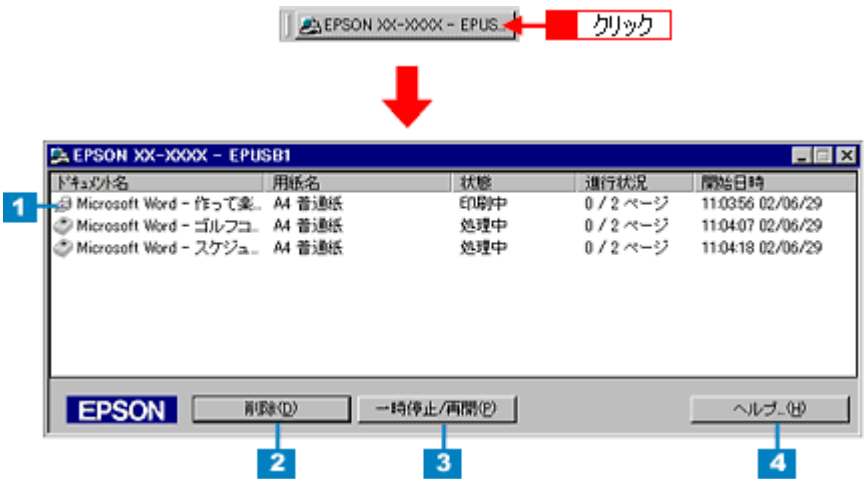 EPSON XX-XXXX - EPUS...
クリック
EPSON XX-XXXX - EPUSB1
ドキュメント名 用紙名 状態 進行状況 開始日時
1
Microsoft Word - 作って楽... A4 普通紙 印刷中 0 / 2 ページ 11:03:56 02/06/29
Microsoft Word - ゴルフコ... A4 普通紙 処理中 0 / 2 ページ 11:04:07 02/06/29
Microsoft Word - スケジュ... A4 普通紙 処理中 0 / 2 ページ 11:04:18 02/06/29
EPSON 削除(D) 一時停止/再開(P) ヘルプ...(H)
2 3 4